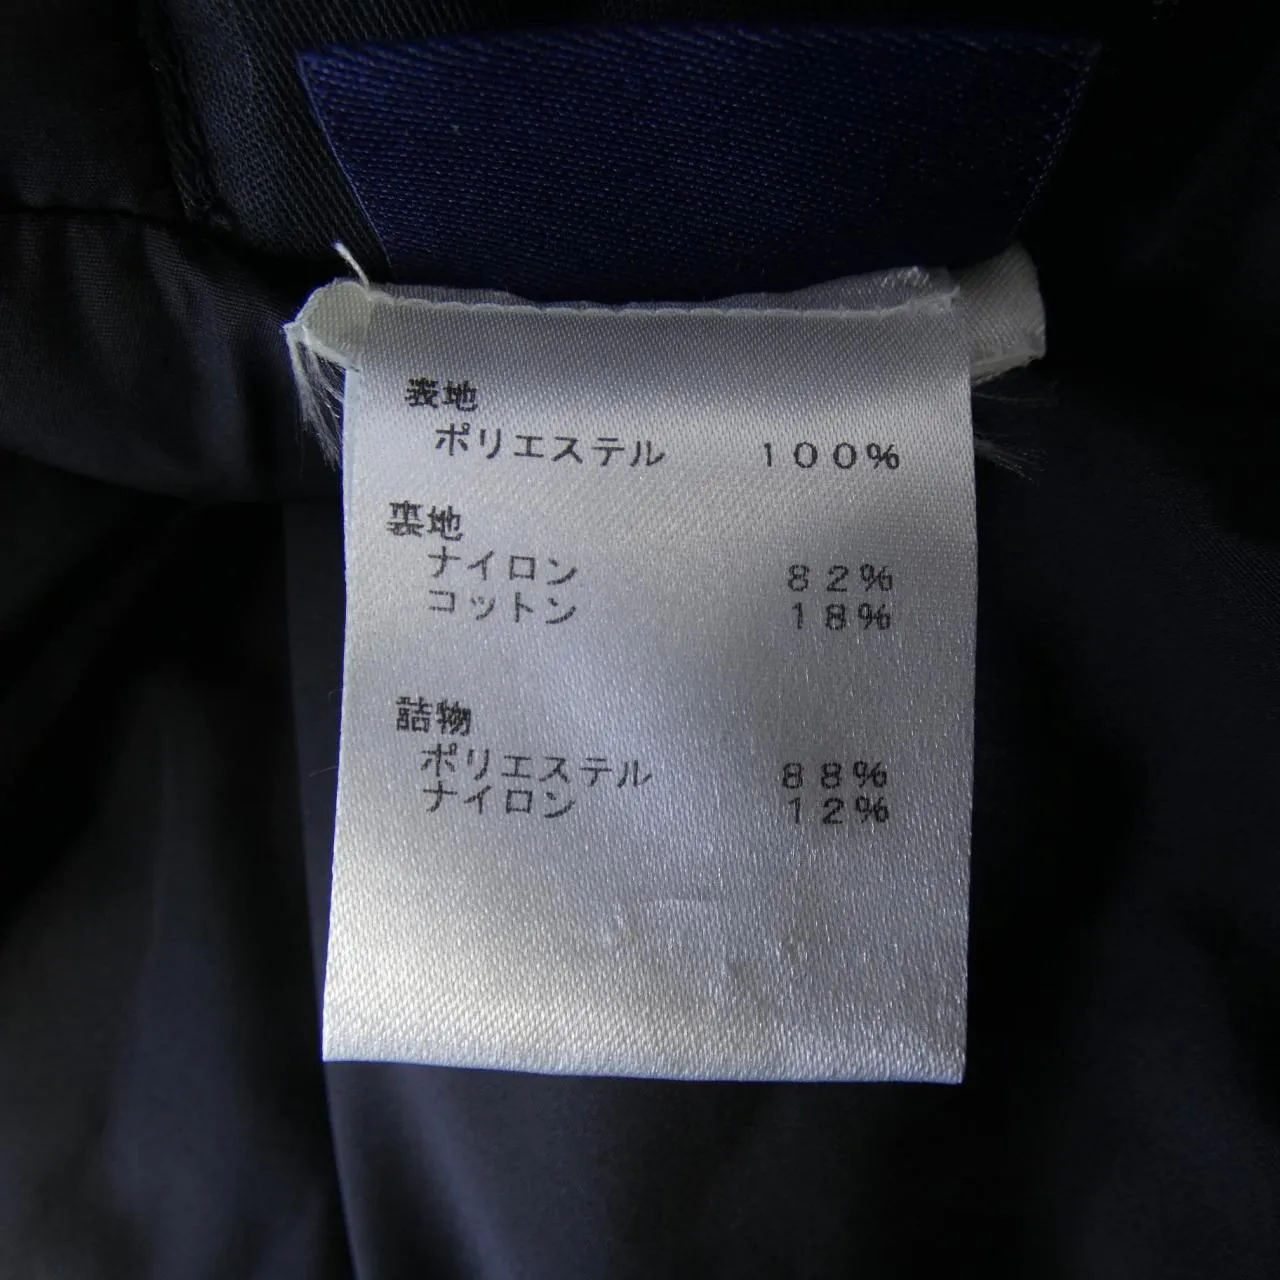 表地
ポリエステル 100%
裏地
ナイロン 82%
コットン 18%
詰物
ポリエステル 88%
ナイロン 12%